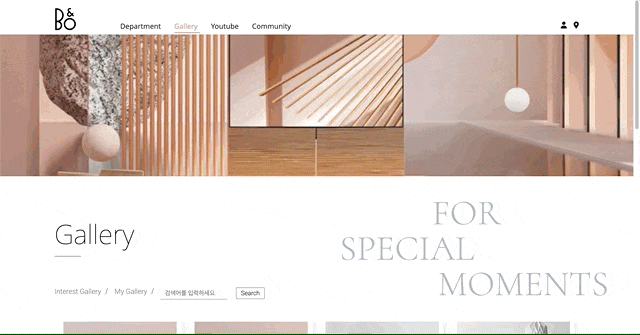 B&O
Department Gallery Youtube Community
Gallery
FOR
SPECIAL
MOMENTS
Interest Gallery / My Gallery / 검색어를 입력하세요 Search